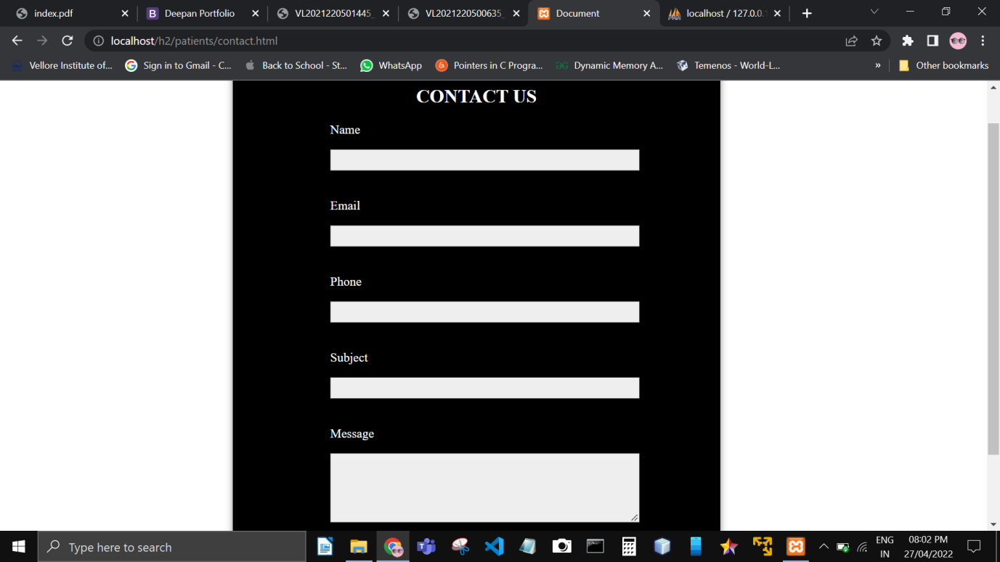 index.pdf
Deepan Portfolio
VL2021220501445_
VL2021220500635_
Document
localhost / 127.0.0.1
localhost/h2/patients/contact.html
Vellore Institute of...
Sign in to Gmail - C...
Back to School - St...
WhatsApp
Pointers in C Progra...
Dynamic Memory A...
Temenos - World-L...
»
Other bookmarks
CONTACT US
Name
Email
Phone
Subject
Message
Type here to search
ENG
IN
08:02 PM
27/04/2022